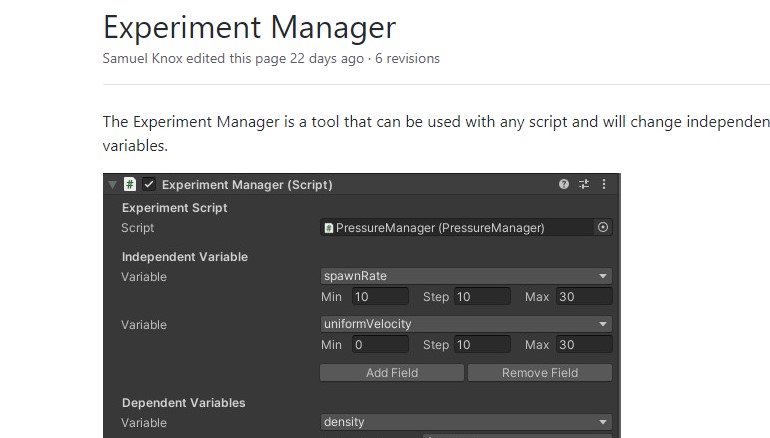 Experiment Manager
Samuel Knox edited this page 22 days ago · 6 revisions
The Experiment Manager is a tool that can be used with any script and will change independen
variables.
# Experiment Manager (Script)
Experiment Script
Script # PressureManager (PressureManager)
Independent Variable
Variable spawnRate
Min 10 Step 10 Max 30
Variable uniformVelocity
Min 0 Step 10 Max 30
Add Field Remove Field
Dependent Variables
Variable density